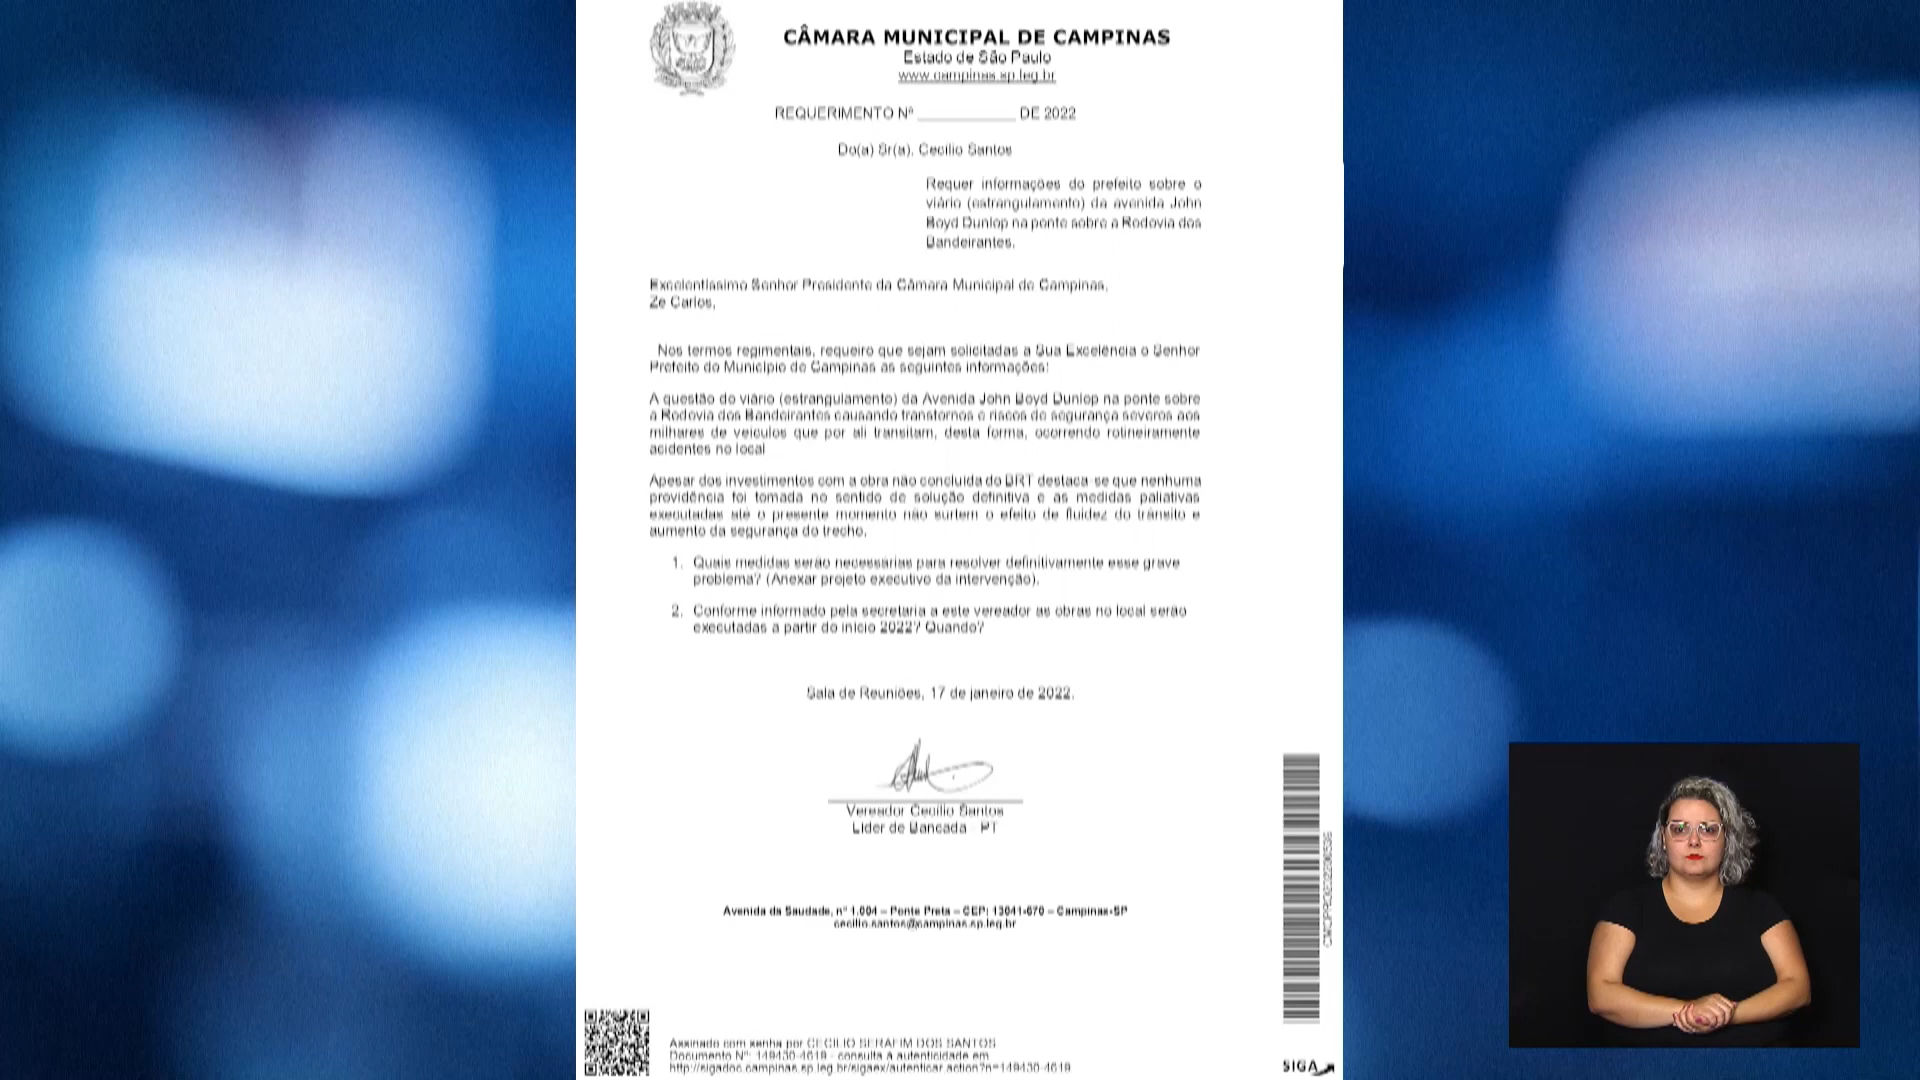 CÂMARA MUNICIPAL DE CAMPINAS
Estado de São Paulo
www.campinas.sp.leg.br
REQUERIMENTO Nº ____________ DE 2022
Do(a) Sr(a). Cecílio Santos
Requer informações do prefeito sobre o
viário (estrangulamento) da avenida John
Boyd Dunlop na ponte sobre a Rodovia dos
Bandeirantes.
Excelentíssimo Senhor Presidente da Câmara Municipal de Campinas,
Zé Carlos,
Nos termos regimentais, requeiro que sejam solicitadas a Sua Excelência o Senhor
Prefeito do Município de Campinas as seguintes informações:
A questão do viário (estrangulamento) da Avenida John Boyd Dunlop na ponte sobre
a Rodovia dos Bandeirantes causando transtornos e riscos de segurança severos aos
milhares de veículos que por ali transitam, desta forma, ocorrendo rotineiramente
acidentes no local
Apesar dos investimentos com a obra não concluída do BRT destaca se que nenhuma
providência foi tomada no sentido de solução definitiva e as medidas paliativas
executadas até o presente momento não surtem o efeito de fluidez do trânsito e
aumento da segurança do trecho.
1. Quais medidas serão necessárias para resolver definitivamente esse grave
problema? (Anexar projeto executivo da intervenção).
2. Conforme informado pela secretaria a este vereador as obras no local serão
executadas a partir do início 2022? Quando?
Sala de Reuniões, 17 de janeiro de 2022.
Vereador Cecílio Santos
Líder de Bancada - PT
Avenida da Saudade, nº 1.004 – Ponte Preta – CEP: 13041-670 – Campinas-SP
cecilio.santos@campinas.sp.leg.br
Assinado com senha por CECILIO SERAFIM DOS SANTOS
Documento Nº: 149430-4619 - consulta à autenticidade em
http://sigadoc.campinas.sp.leg.br/sigaex/autenticar.action?n=149430-4619
SIGA